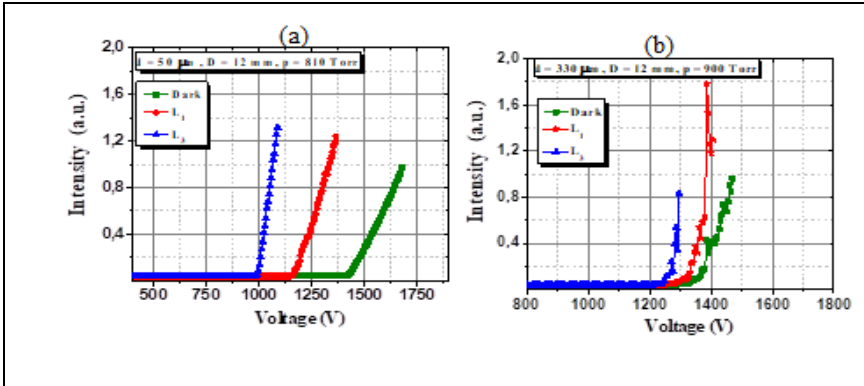 (a)
d = 50 µm , D = 12 mm, p = 810 Torr
Dark
L1
L3
2,0
1,6
1,2
0,8
0,4
Intensity (a.u.)
500 750 1000 1250 1500 1750
Voltage (V)
(b)
d = 330 µm, D = 12 mm, p= 900 Torr
Dark
L1
L3
2,0
1,6
1,2
0,8
0,4
Intensity (a.u.)
800 1000 1200 1400 1600 1800
Voltage (V)